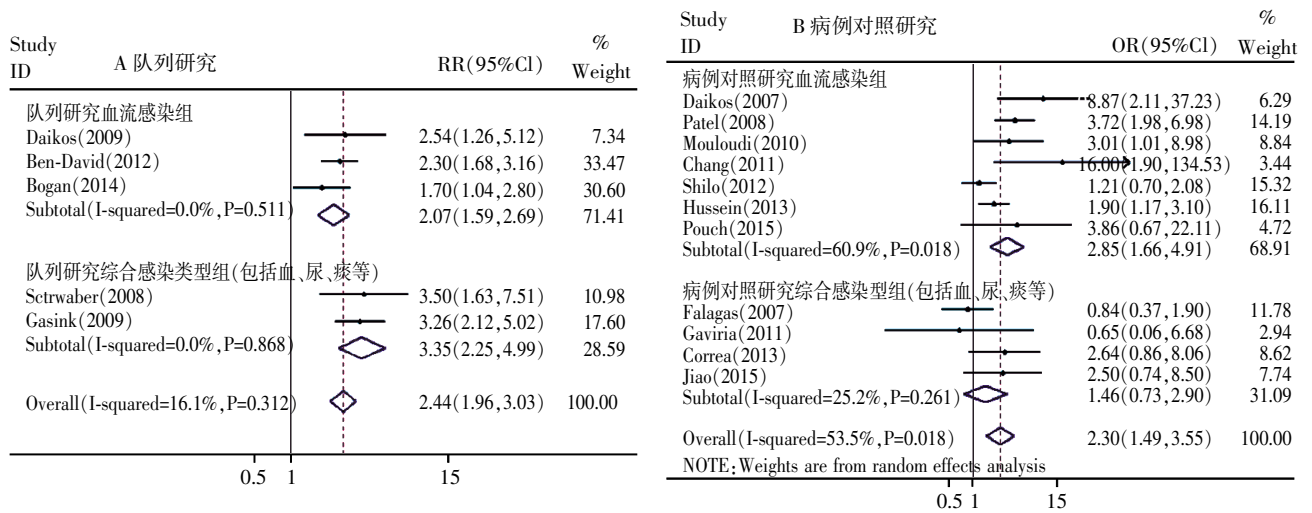 Study
ID
A 队列研究
RR(95%Cl)
%
Weight
队列研究血流感染组
Daikos(2009) 2.54(1.26,5.12) 7.34
Ben-David(2012) 2.30(1.68,3.16) 33.47
Bogan(2014) 1.70(1.04,2.80) 30.60
Subtotal(I-squared=0.0%,P=0.511) 2.07(1.59,2.69) 71.41
队列研究综合感染类型组(包括血、尿、痰等)
Sctrwaber(2008) 3.50(1.63,7.51) 10.98
Gasink(2009) 3.26(2.12,5.02) 17.60
Subtotal(I-squared=0.0%,P=0.868) 3.35(2.25,4.99) 28.59
Overall(I-squared=16.1%,P=0.312) 2.44(1.96,3.03) 100.00
0.5 1 15
Study
ID
B 病例对照研究
OR(95%Cl)
%
Weight
病例对照研究血流感染组
Daikos(2007) 8.87(2.11,37.23) 6.29
Patel(2008) 3.72(1.98,6.98) 14.19
Mouloudi(2010) 3.01(1.01,8.98) 8.84
Chang(2011) 16.00(1.90,134.53) 3.44
Shilo(2012) 1.21(0.70,2.08) 15.32
Hussein(2013) 1.90(1.17,3.10) 16.11
Pouch(2015) 3.86(0.67,22.11) 4.72
Subtotal(I-squared=60.9%,P=0.018) 2.85(1.66,4.91) 68.91
病例对照研究综合感染型组(包括血、尿、痰等)
Falagas(2007) 0.84(0.37,1.90) 11.78
Gaviria(2011) 0.65(0.06,6.68) 2.94
Correa(2013) 2.64(0.86,8.06) 8.62
Jiao(2015) 2.50(0.74,8.50) 7.74
Subtotal(I-squared=25.2%,P=0.261) 1.46(0.73,2.90) 31.09
Overall(I-squared=53.5%,P=0.018) 2.30(1.49,3.55) 100.00
NOTE:Weights are from random effects analysis
0.5 1 15